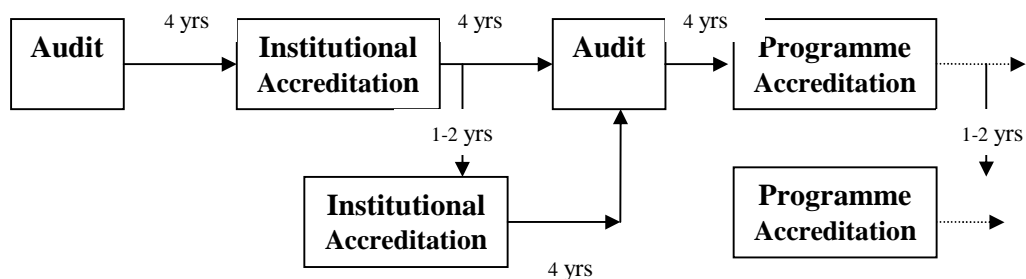 4 yrs
4 yrs
4 yrs
Audit
Institutional
Accreditation
Audit
Programme
Accreditation
1-2 yrs
1-2 yrs
Institutional
Accreditation
Programme
Accreditation
4 yrs